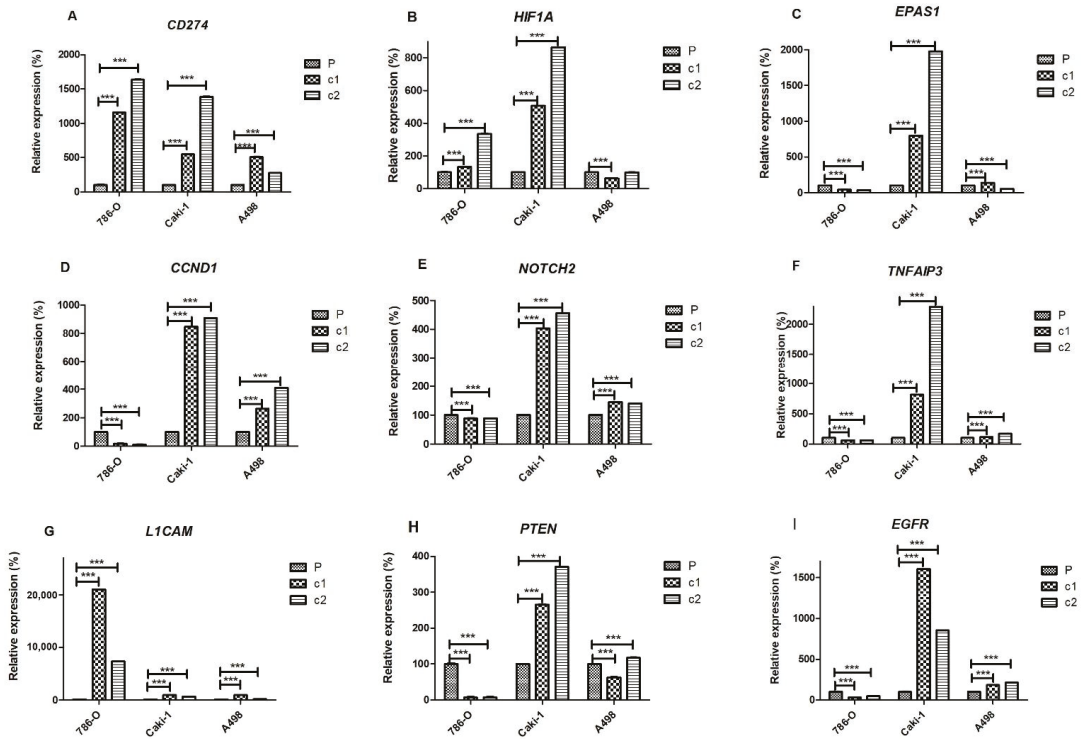 A
CD274
Relative expression (%)
2000
1500
1000
500
0
***
***
***
***
***
***
786-O
Caki-1
A498
P
c1
c2
B
HIF1A
Relative expression (%)
800
600
400
200
0
***
***
***
***
***
786-O
Caki-1
A498
P
c1
c2
C
EPAS1
Relative expression (%)
2000
1500
1000
500
0
***
***
***
***
***
***
786-O
Caki-1
A498
P
c1
c2
D
CCND1
Relative expression (%)
1000
800
600
400
200
0
***
***
***
***
***
***
786-O
Caki-1
A498
P
c1
c2
E
NOTCH2
Relative expression (%)
500
400
300
200
100
0
***
***
***
***
***
***
786-O
Caki-1
A498
P
c1
c2
F
TNFAIP3
Relative expression (%)
2000
1500
1000
500
0
***
***
***
***
***
***
786-O
Caki-1
A498
P
c1
c2
G
L1CAM
Relative expression (%)
20,000
10,000
0
***
***
***
***
***
***
786-O
Caki-1
A498
P
c1
c2
H
PTEN
Relative expression (%)
400
300
200
100
0
***
***
***
***
***
***
786-O
Caki-1
A498
P
c1
c2
I
EGFR
Relative expression (%)
1500
1000
500
0
***
***
***
***
***
***
786-O
Caki-1
A498
P
c1
c2